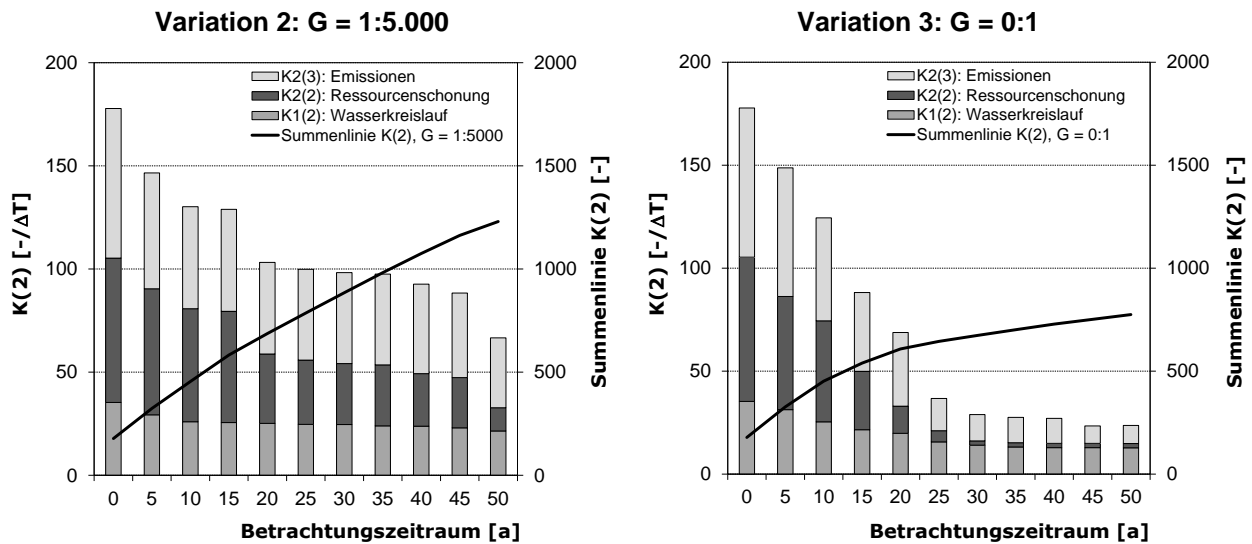 Variation 2: G = 1:5.000
K(2) [-/ΔT]
200
150
100
50
0
K2(3): Emissionen
K2(2): Ressourcenschonung
K1(2): Wasserkreislauf
Summenlinie K(2), G = 1:5000
2000
1500
1000
500
0
Summenlinie K(2) [-]
0 5 10 15 20 25 30 35 40 45 50
Betrachtungszeitraum [a]
Variation 3: G = 0:1
K(2) [-/ΔT]
200
150
100
50
0
K2(3): Emissionen
K2(2): Ressourcenschonung
K1(2): Wasserkreislauf
Summenlinie K(2), G = 0:1
2000
1500
1000
500
0
Summenlinie K(2) [-]
0 5 10 15 20 25 30 35 40 45 50
Betrachtungszeitraum [a]